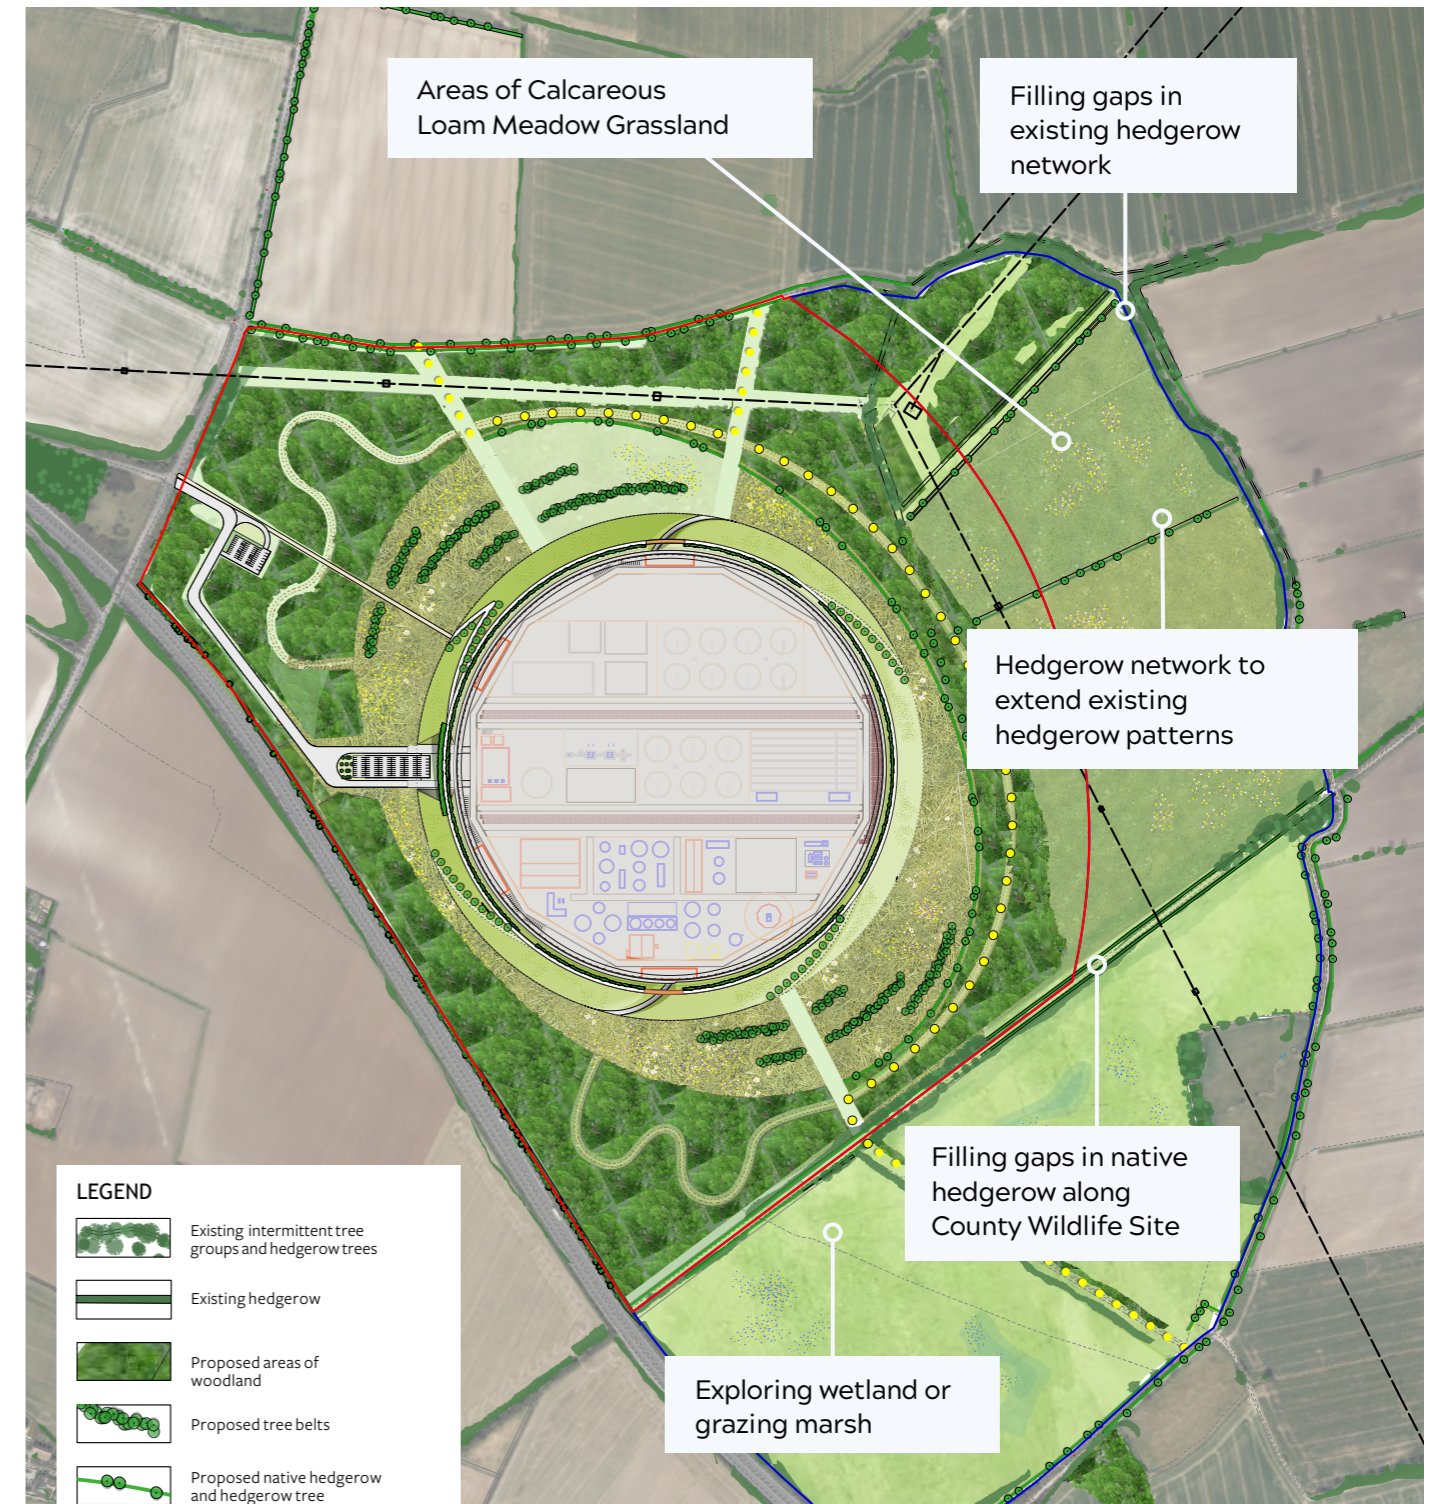 Areas of Calcareous
Loam Meadow Grassland
Filling gaps in
existing hedgerow
network
Hedgerow network to
extend existing
hedgerow patterns
Filling gaps in native
hedgerow along
County Wildlife Site
Exploring wetland or
grazing marsh
LEGEND
Existing intermittent tree
groups and hedgerow trees
Existing hedgerow
Proposed areas of
woodland
Proposed tree belts
Proposed native hedgerow
and hedgerow tree